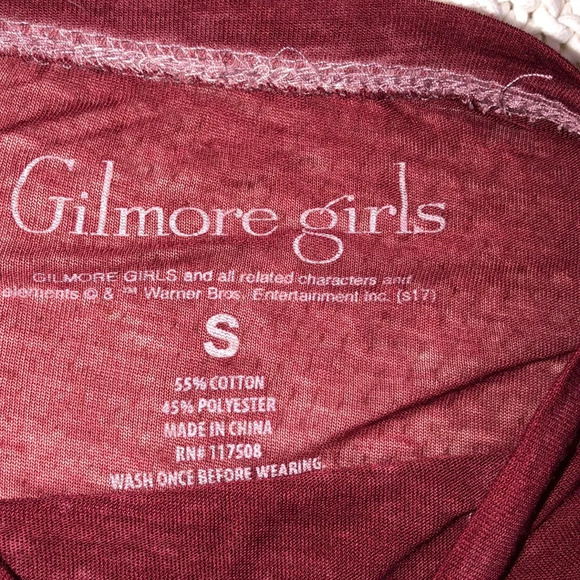 Gilmore girls
GILMORE GIRLS and all related characters and
elements © & ™ Warner Bros. Entertainment Inc. (s17)
S
55% COTTON
45% POLYESTER
MADE IN CHINA
RN# 117508
WASH ONCE BEFORE WEARING.